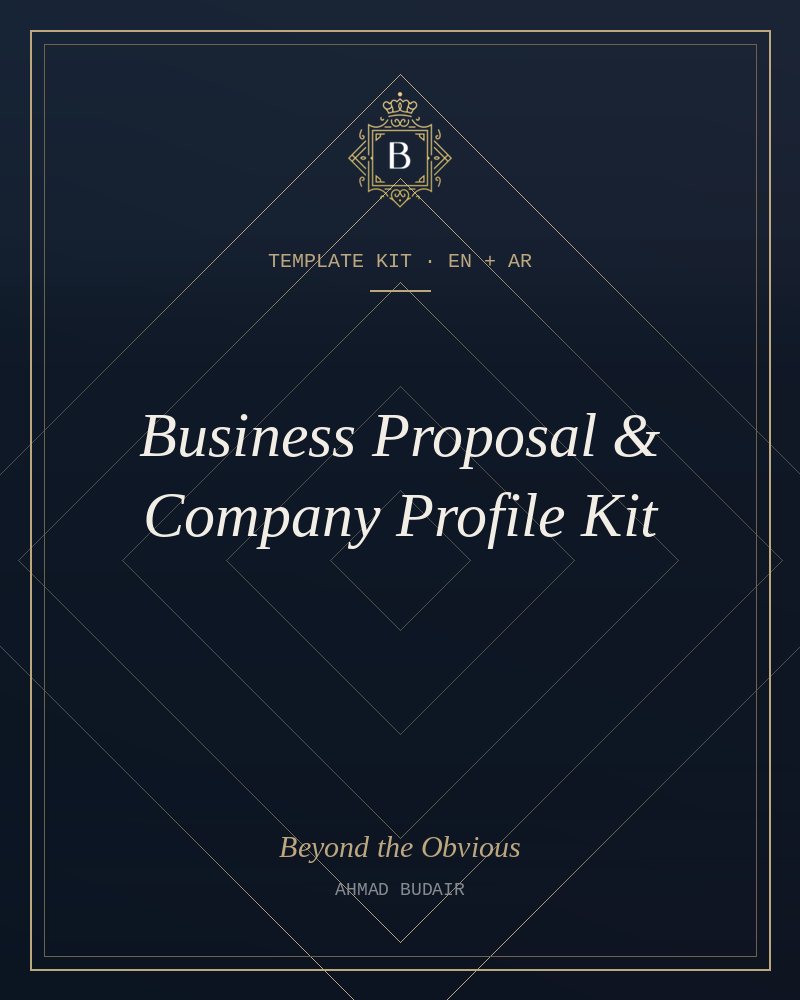 B
TEMPLATE KIT · EN + AR
Business Proposal &
Company Profile Kit
Beyond the Obvious
AHMAD BUDAIR